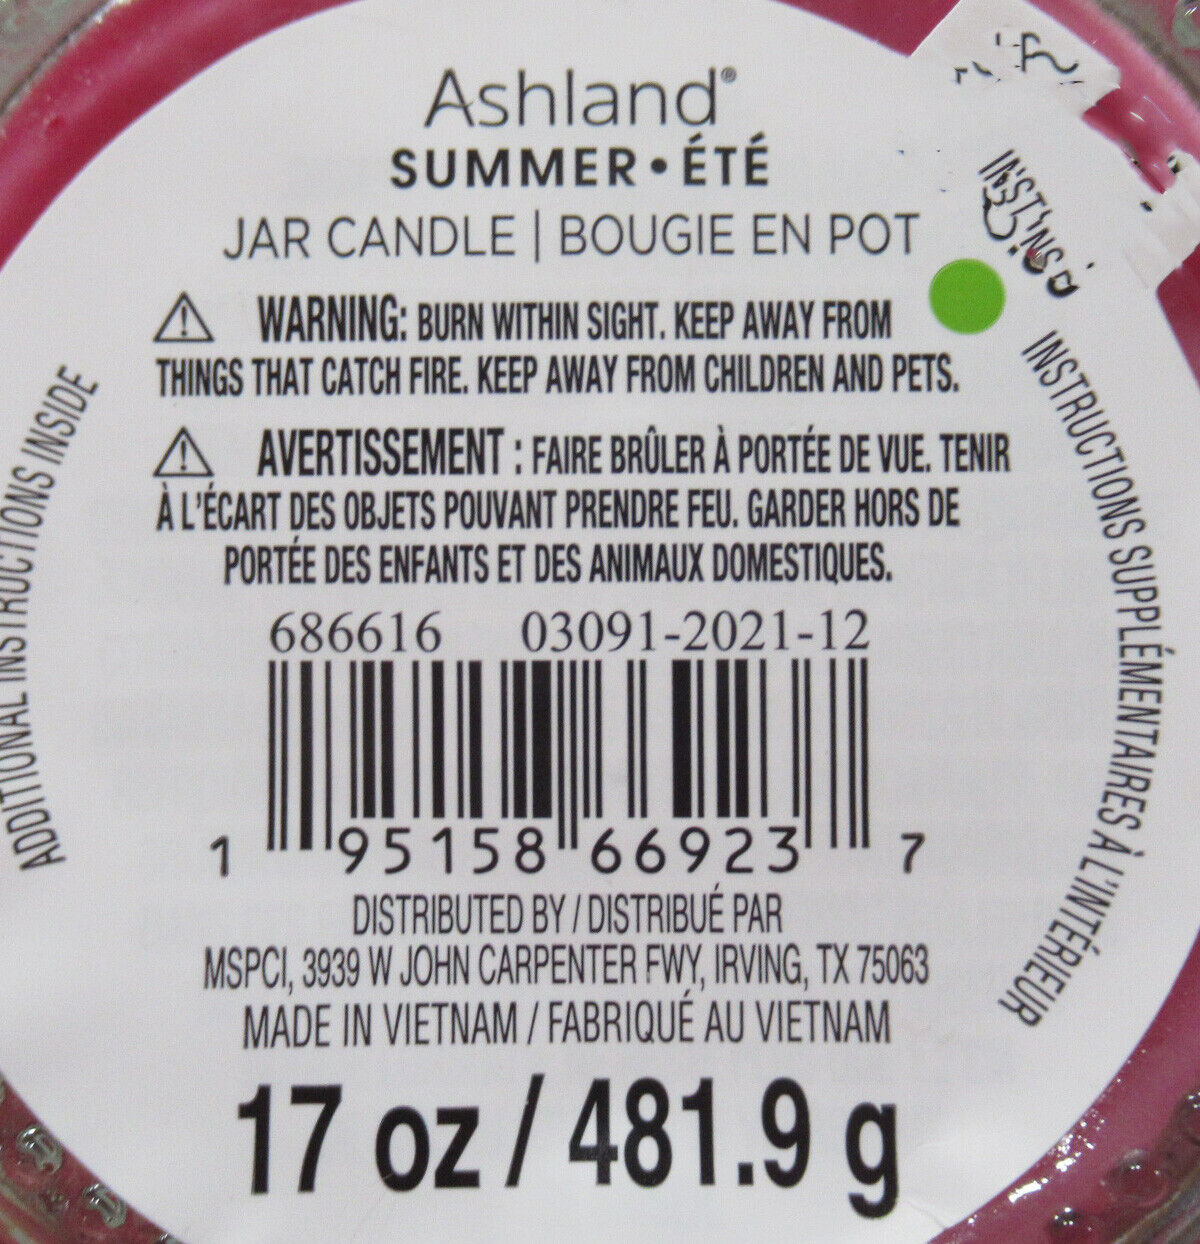 Ashland®
SUMMER • ÉTÉ
JAR CANDLE | BOUGIE EN POT
⚠ WARNING: BURN WITHIN SIGHT. KEEP AWAY FROM
THINGS THAT CATCH FIRE. KEEP AWAY FROM CHILDREN AND PETS.
⚠ AVERTISSEMENT : FAIRE BRÛLER À PORTÉE DE VUE. TENIR
À L'ÉCART DES OBJETS POUVANT PRENDRE FEU. GARDER HORS DE
PORTÉE DES ENFANTS ET DES ANIMAUX DOMESTIQUES.
686616 03091-2021-12
1 95158 66923 7
DISTRIBUTED BY / DISTRIBUÉ PAR
MSPCI, 3939 W JOHN CARPENTER FWY, IRVING, TX 75063
MADE IN VIETNAM / FABRIQUÉ AU VIETNAM
17 oz / 481.9 g
ADDITIONAL INSTRUCTIONS INSIDE
INSTRUCTIONS SUPPLÉMENTAIRES À L'INTÉRIEUR